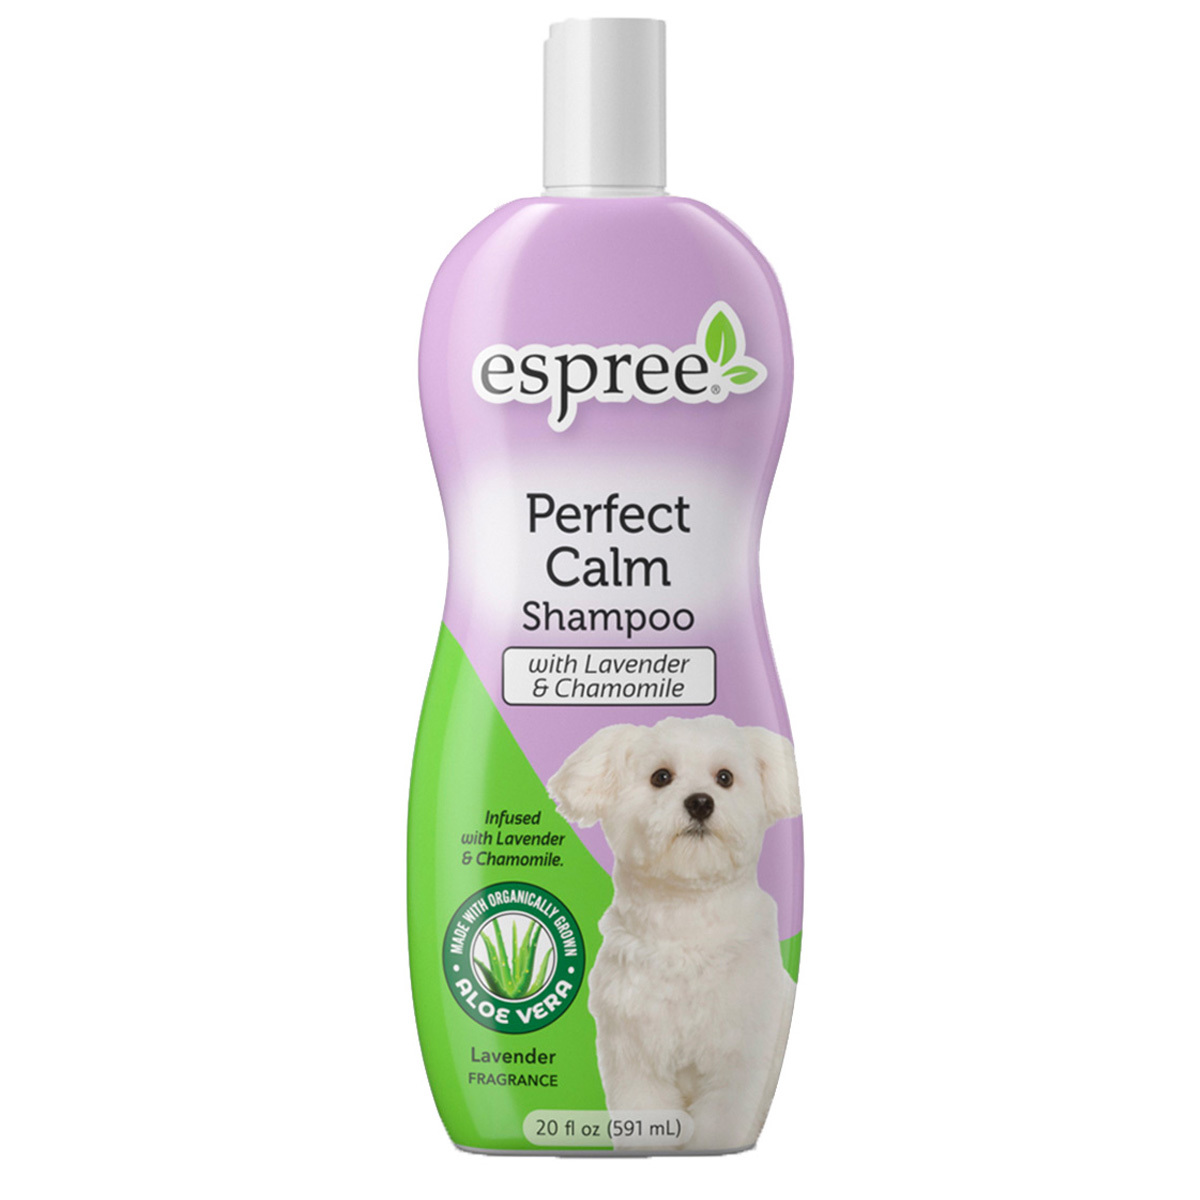 espree®
Perfect
Calm
Shampoo
with Lavender
& Chamomile
Infused
with Lavender
& Chamomile.
MADE WITH ORGANICALLY GROWN
• ALOE VERA •
Lavender
FRAGRANCE
20 fl oz (591 mL)